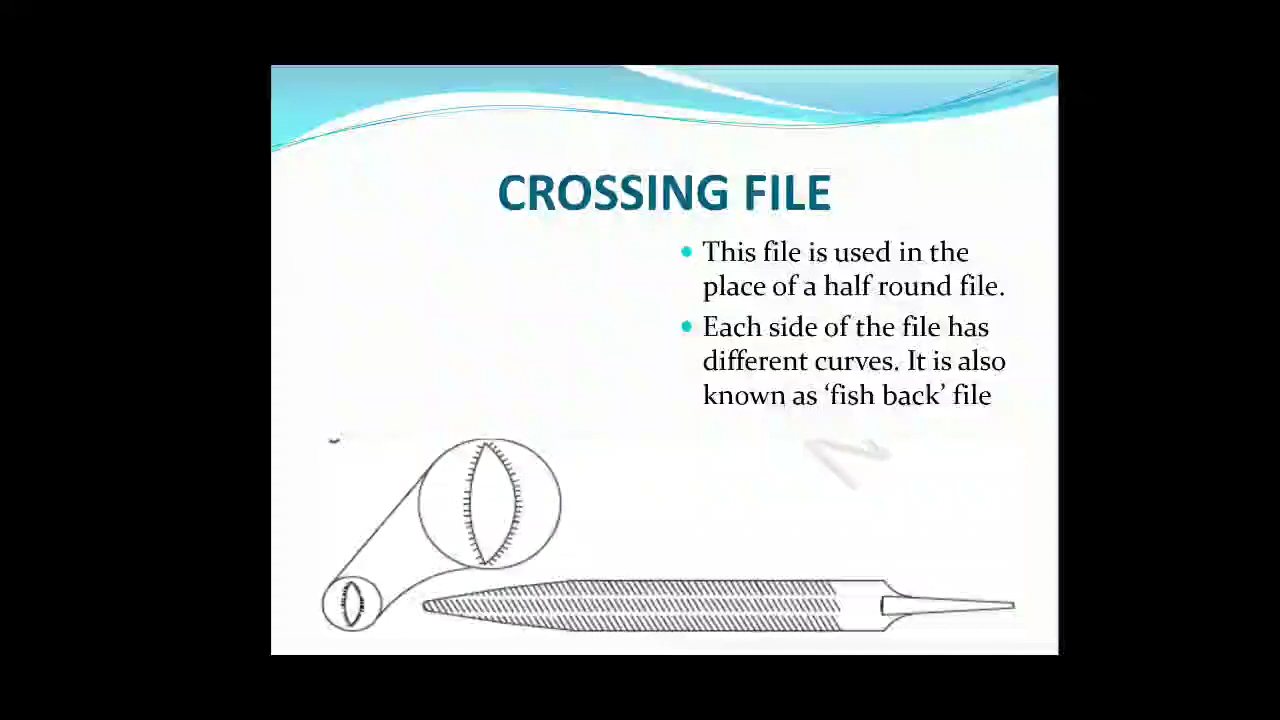 CROSSING FILE
This file is used in the
place of a half round file.
Each side of the file has
different curves. It is also
known as ‘fish back’ file